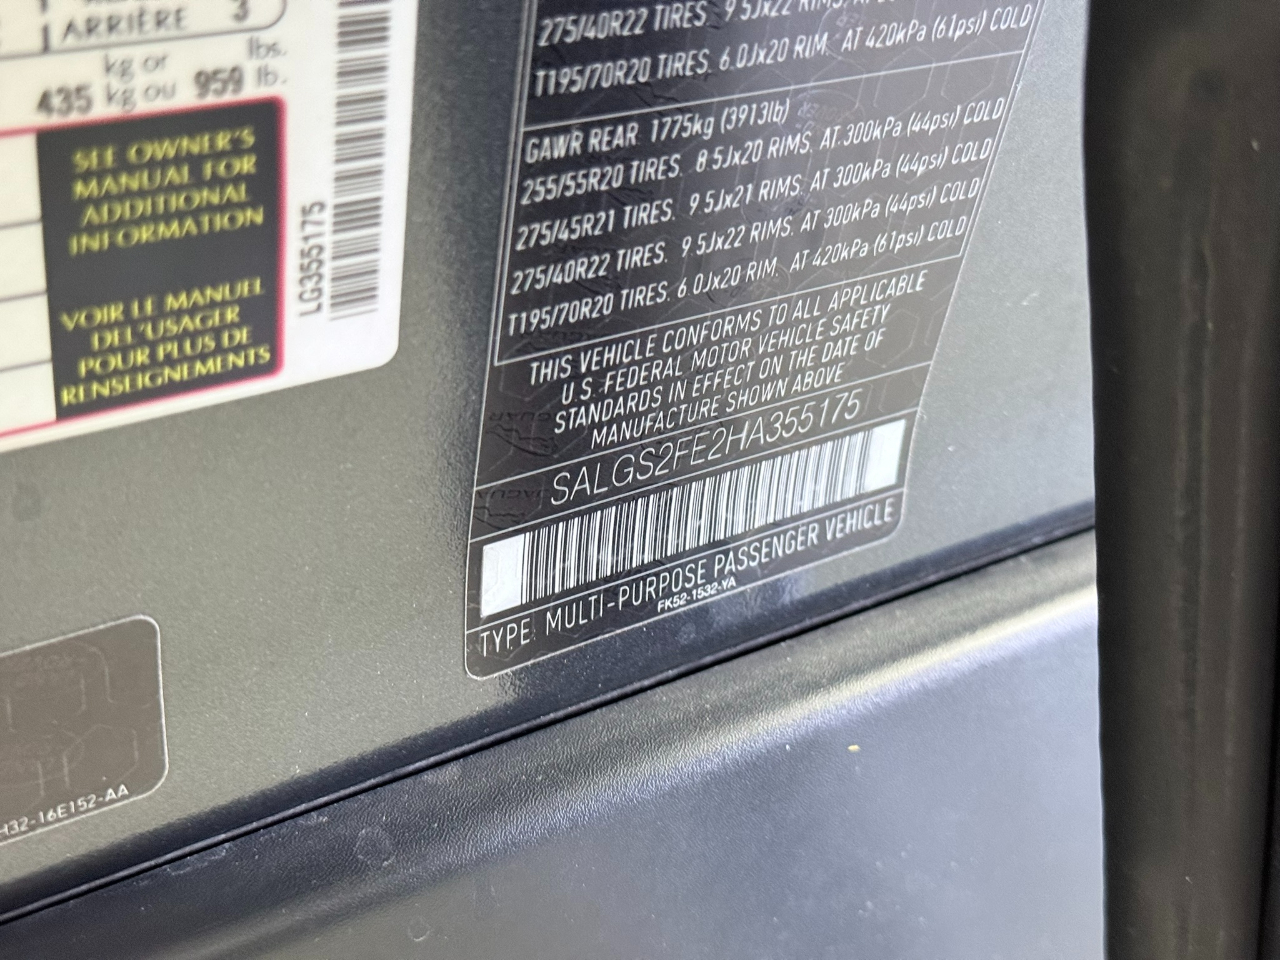 ARRIÈRE 3
kg or lbs.
435 kg ou 959 lb.
SEE OWNER'S
MANUAL FOR
ADDITIONAL
INFORMATION
VOIR LE MANUEL
DE L'USAGER
POUR PLUS DE
RENSEIGNEMENTS
LG355175
275/40R22 TIRES. 9.5Jx22 RIMS.
T195/70R20 TIRES. 6.0Jx20 RIM. AT 420kPa (61psi) COLD
GAWR REAR 1775kg (3913lb)
255/55R20 TIRES. 8.5Jx20 RIMS. AT 300kPa (44psi) COLD
275/45R21 TIRES. 9.5Jx21 RIMS. AT 300kPa (44psi) COLD
275/40R22 TIRES. 9.5Jx22 RIMS. AT 300kPa (44psi) COLD
T195/70R20 TIRES. 6.0Jx20 RIM. AT 420kPa (61psi) COLD
THIS VEHICLE CONFORMS TO ALL APPLICABLE
U.S. FEDERAL MOTOR VEHICLE SAFETY
STANDARDS IN EFFECT ON THE DATE OF
MANUFACTURE SHOWN ABOVE
SALGS2FE2HA355175
TYPE: MULTI-PURPOSE PASSENGER VEHICLE
FK52-1532-YA
H32-16E152-AA